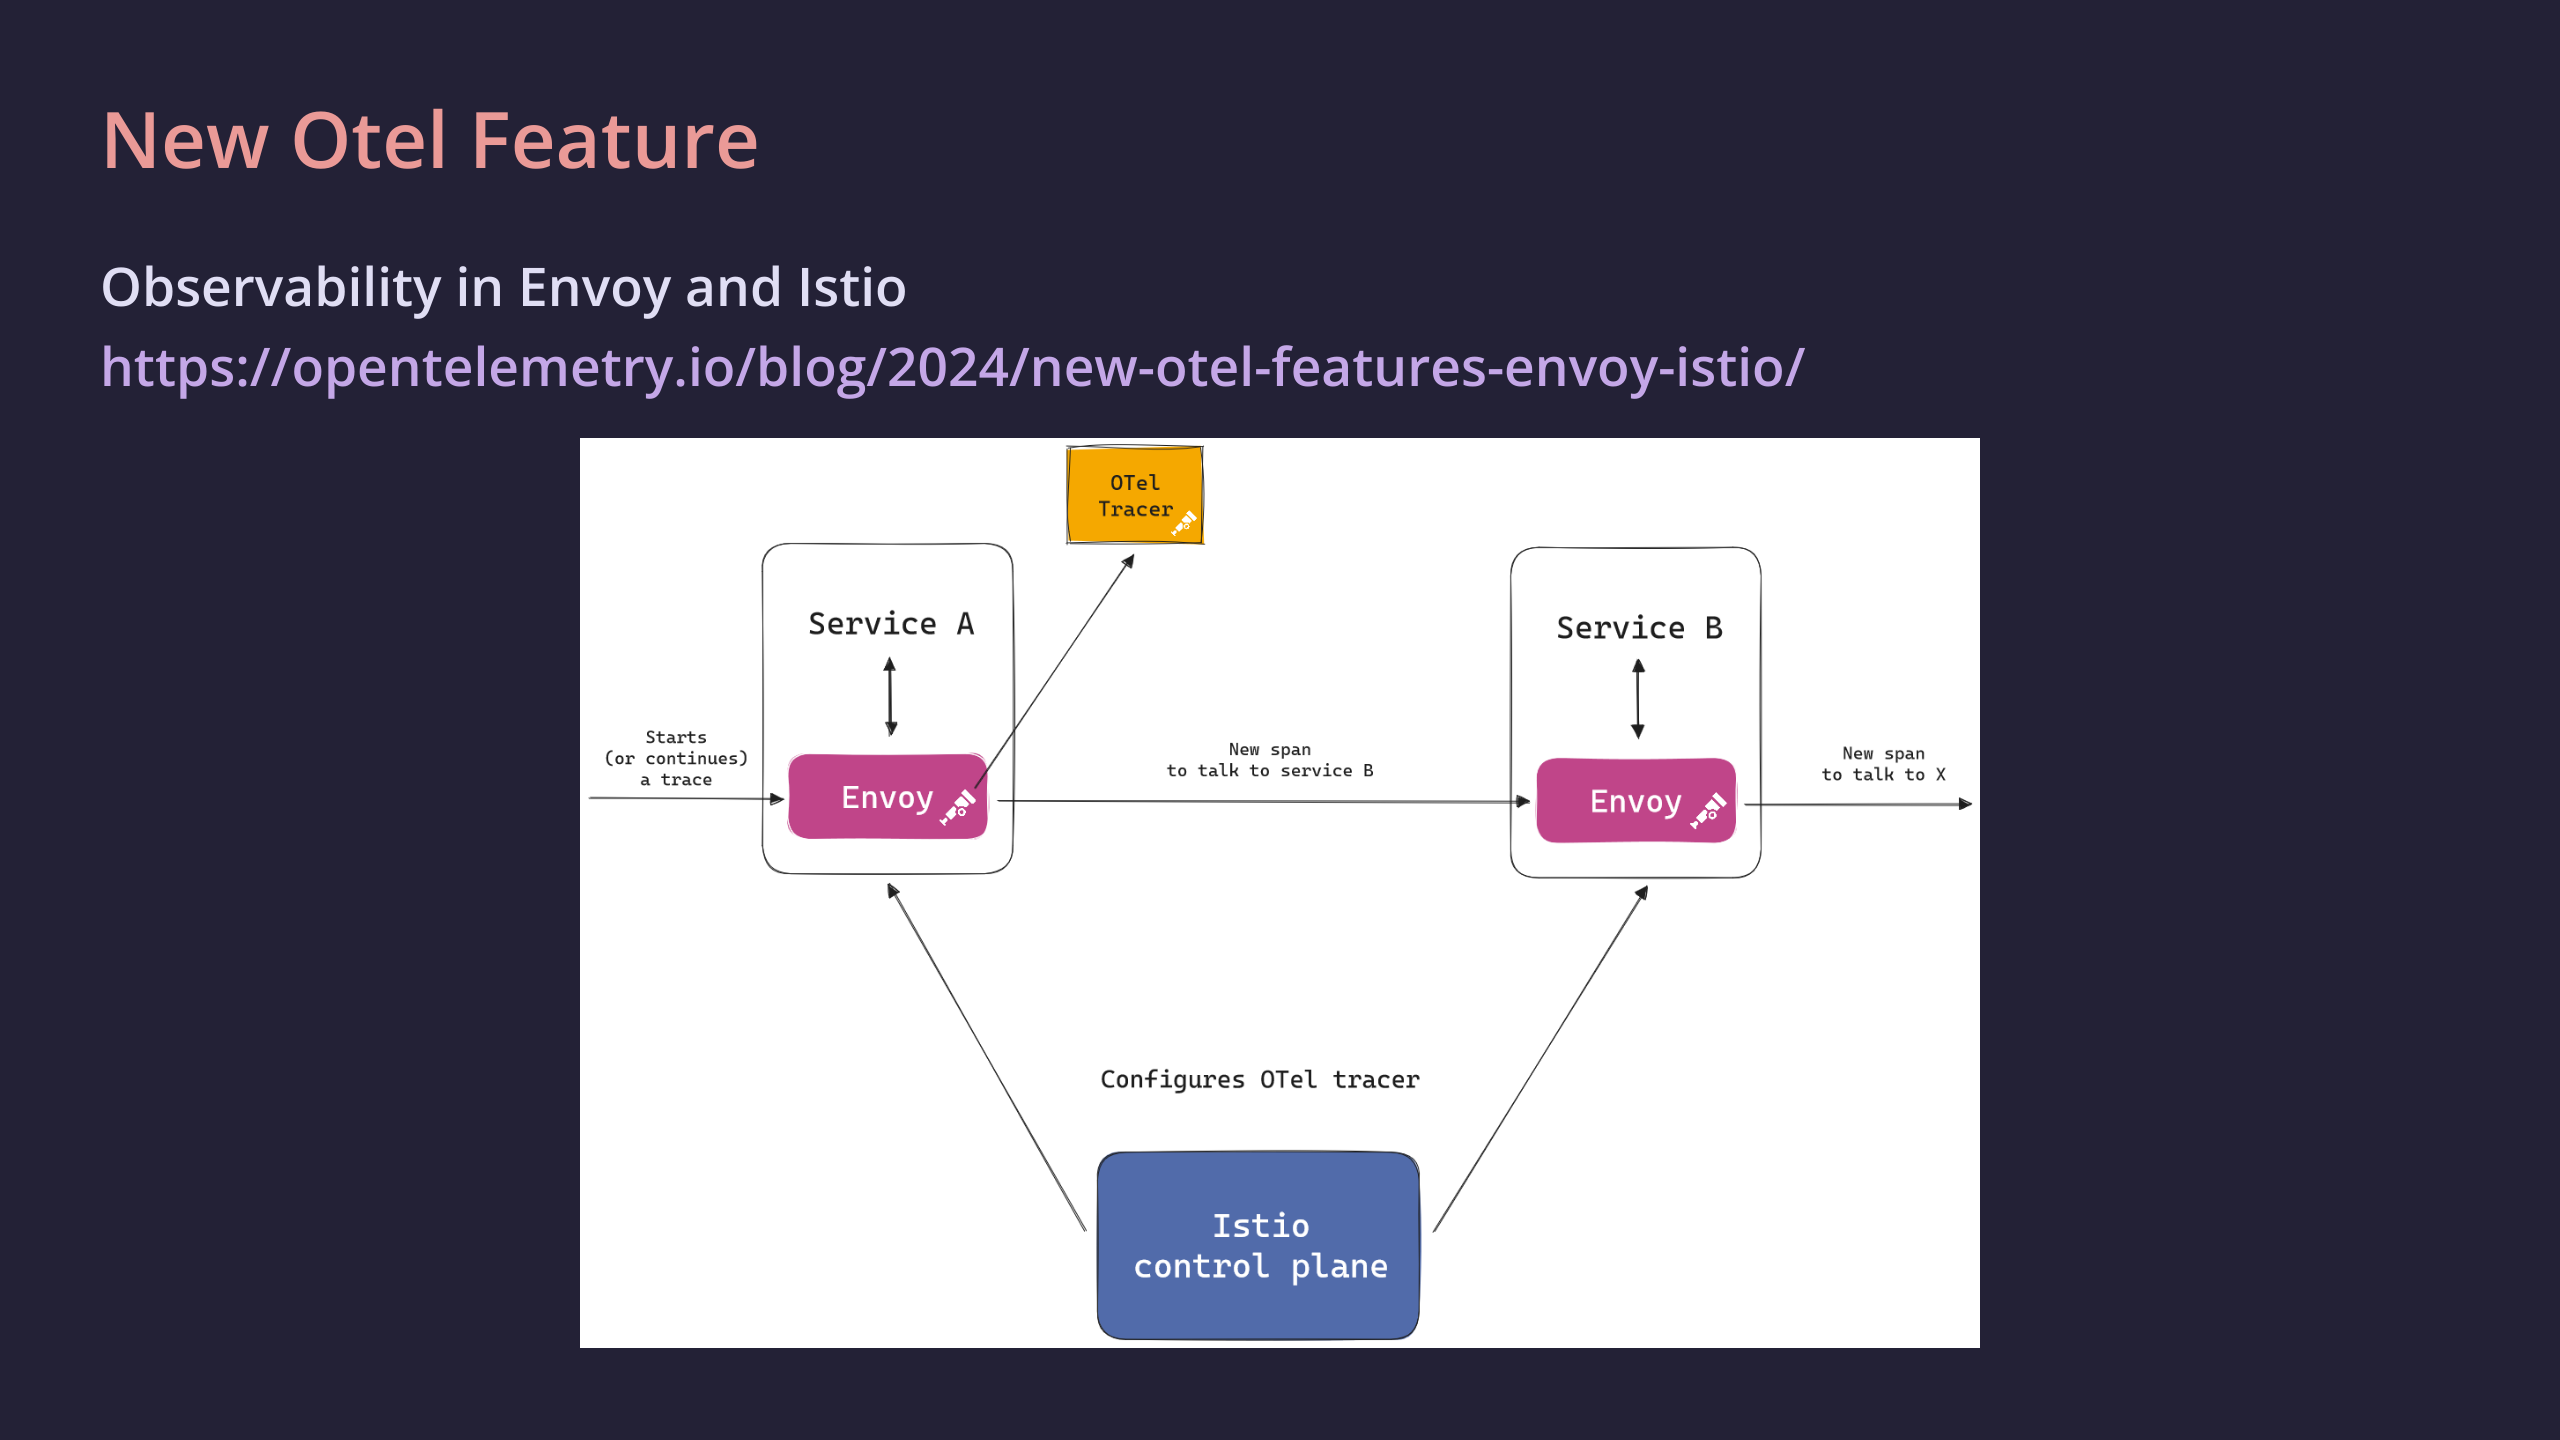 New Otel Feature
Observability in Envoy and Istio
https://opentelemetry.io/blog/2024/new-otel-features-envoy-istio/
OTel
Tracer
Service A
Service B
Starts
(or continues)
a trace
Envoy
New span
to talk to service B
Envoy
New span
to talk to X
Configures OTel tracer
Istio
control plane